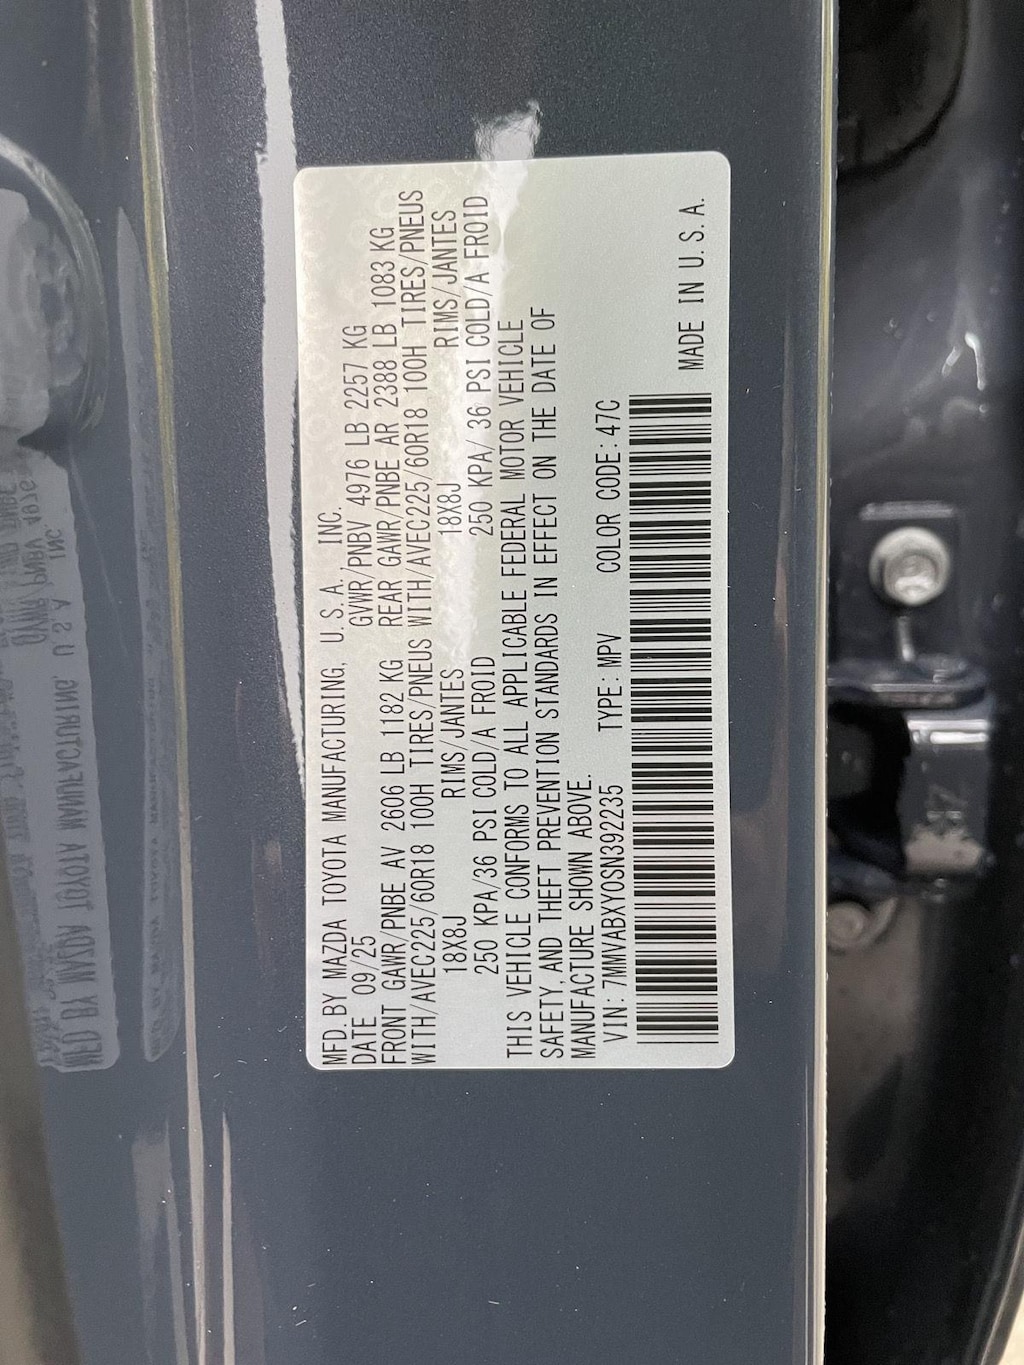 MFD. BY MAZDA TOYOTA MANUFACTURING, U.S.A. INC.
DATE 09/25 GVWR/PNBV 4976 LB 2257 KG
FRONT GAWR/PNBE AV 2606 LB 1182 KG REAR GAWR/PNBE AR 2388 LB 1083 KG
WITH/AVEC225/60R18 100H TIRES/PNEUS WITH/AVEC225/60R18 100H TIRES/PNEUS
18X8J RIMS/JANTES 18X8J RIMS/JANTES
250 KPA/36 PSI COLD/A FROID 250 KPA/ 36 PSI COLD/A FROID
THIS VEHICLE CONFORMS TO ALL APPLICABLE FEDERAL MOTOR VEHICLE
SAFETY, AND THEFT PREVENTION STANDARDS IN EFFECT ON THE DATE OF
MANUFACTURE SHOWN ABOVE.
VIN: 7MMVABXY0SN392235 TYPE: MPV COLOR CODE: 47C
MADE IN U.S.A.